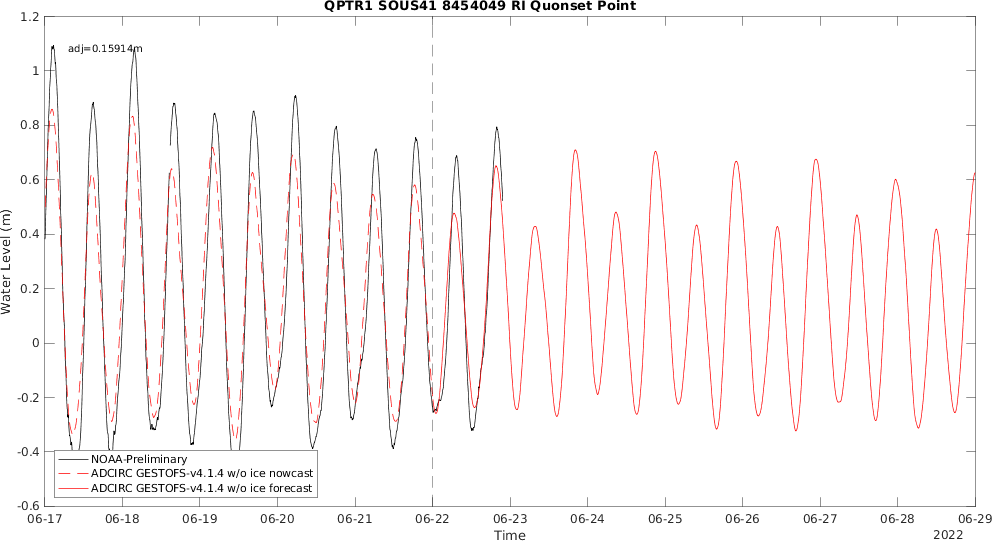 QPTR1 SOUS41 8454049 RI Quonset Point
adj=0.15914m
Water Level (m)
1.2
1
0.8
0.6
0.4
0.2
0
-0.2
-0.4
-0.6
NOAA-Preliminary
ADCIRC GESTOFS-v4.1.4 w/o ice nowcast
ADCIRC GESTOFS-v4.1.4 w/o ice forecast
06-17 06-18 06-19 06-20 06-21 06-22 06-23 06-24 06-25 06-26 06-27 06-28 06-29
Time
2022